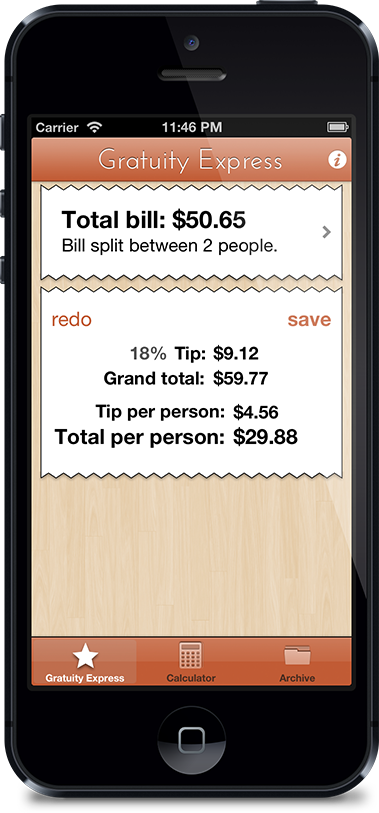 Carrier 11:46 PM
Gratuity Express
Total bill: $50.65
Bill split between 2 people.
redo save
18% Tip: $9.12
Grand total: $59.77
Tip per person: $4.56
Total per person: $29.88
Gratuity Express Calculator Archive